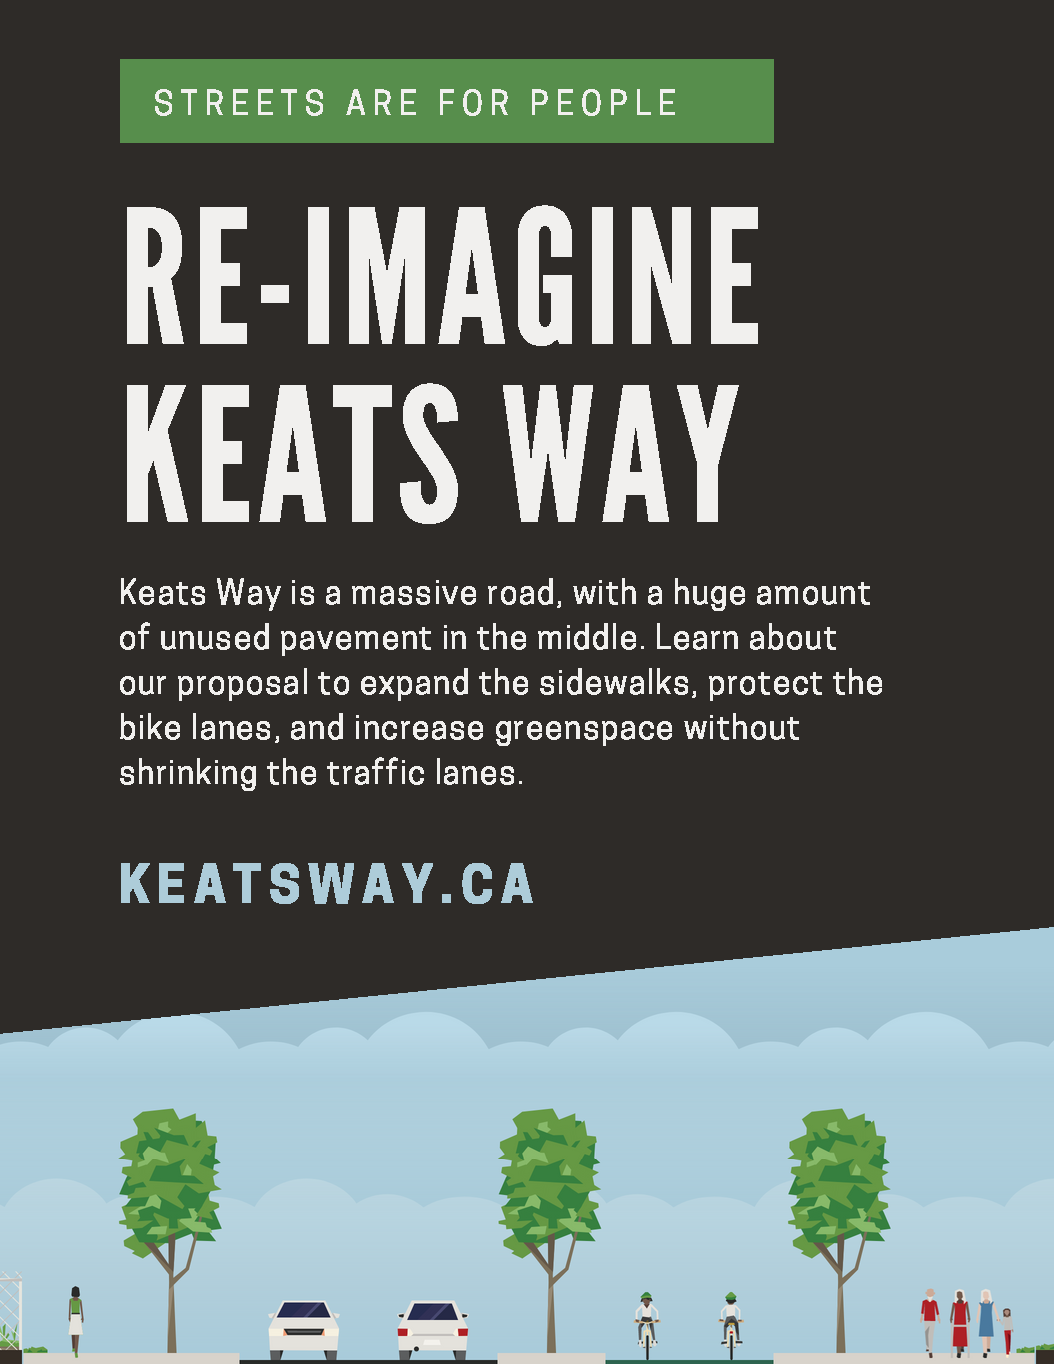 STREETS ARE FOR PEOPLE
RE-IMAGINE
KEATS WAY
Keats Way is a massive road, with a huge amount
of unused pavement in the middle. Learn about
our proposal to expand the sidewalks, protect the
bike lanes, and increase greenspace without
shrinking the traffic lanes.
KEATSWAY.CA